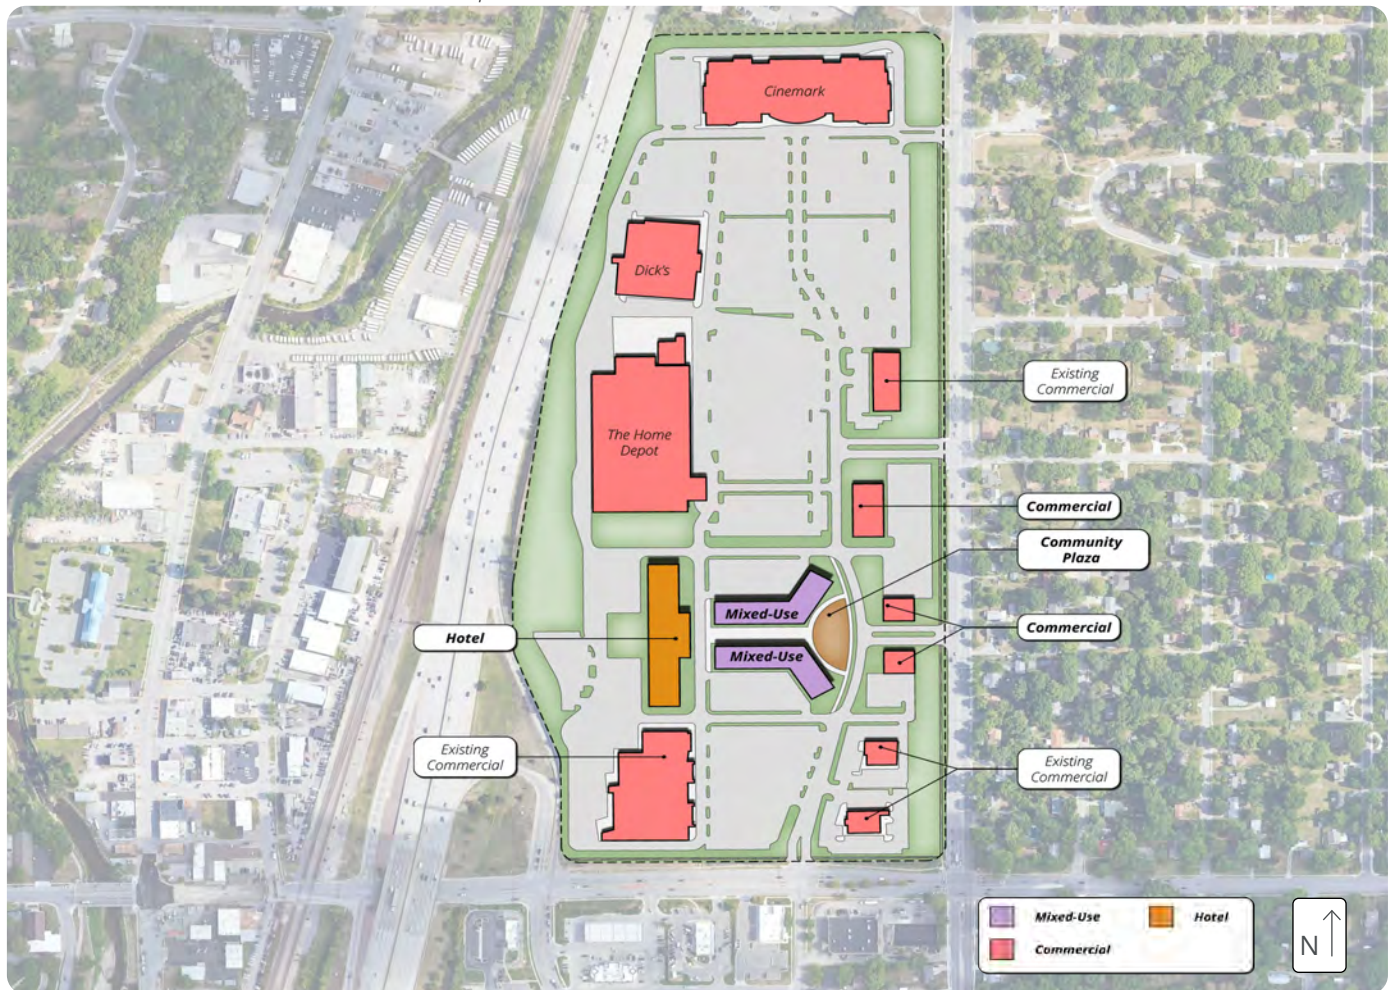 Cinemark
Dick's
Existing
Commercial
The Home
Depot
Commercial
Community
Plaza
Mixed-Use
Commercial
Hotel
Mixed-Use
Existing
Commercial
Existing
Commercial
Mixed-Use
Hotel
Commercial
N